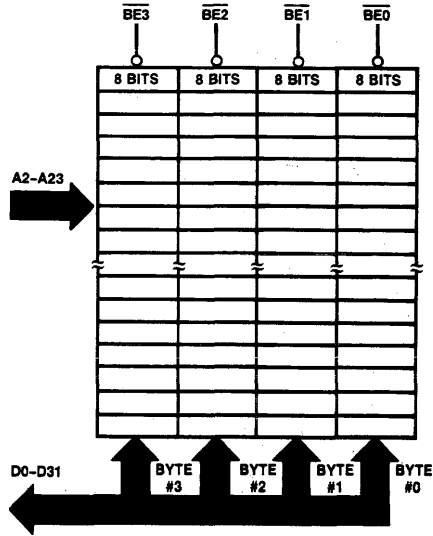 BE3 BE2 BE1 BE0
8 BITS 8 BITS 8 BITS 8 BITS
A2–A23
D0–D31
BYTE #3
BYTE #2
BYTE #1
BYTE #0